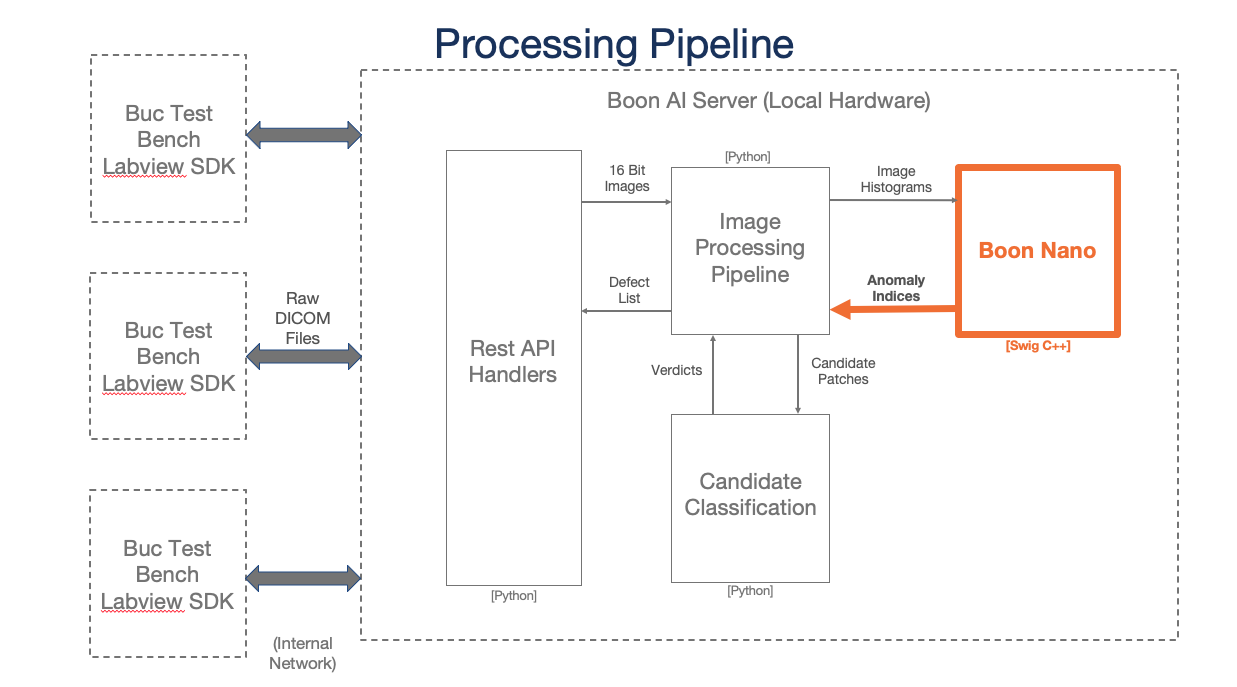 Processing Pipeline
Buc Test
Bench
Labview SDK
Buc Test
Bench
Labview SDK
Buc Test
Bench
Labview SDK
Raw
DICOM
Files
(Internal
Network)
Boon AI Server (Local Hardware)
Rest API
Handlers
[Python]
16 Bit
Images
Defect
List
[Python]
Image
Processing
Pipeline
Image
Histograms
Anomaly
Indices
Boon Nano
[Swig C++]
Verdicts
Candidate
Patches
Candidate
Classification
[Python]